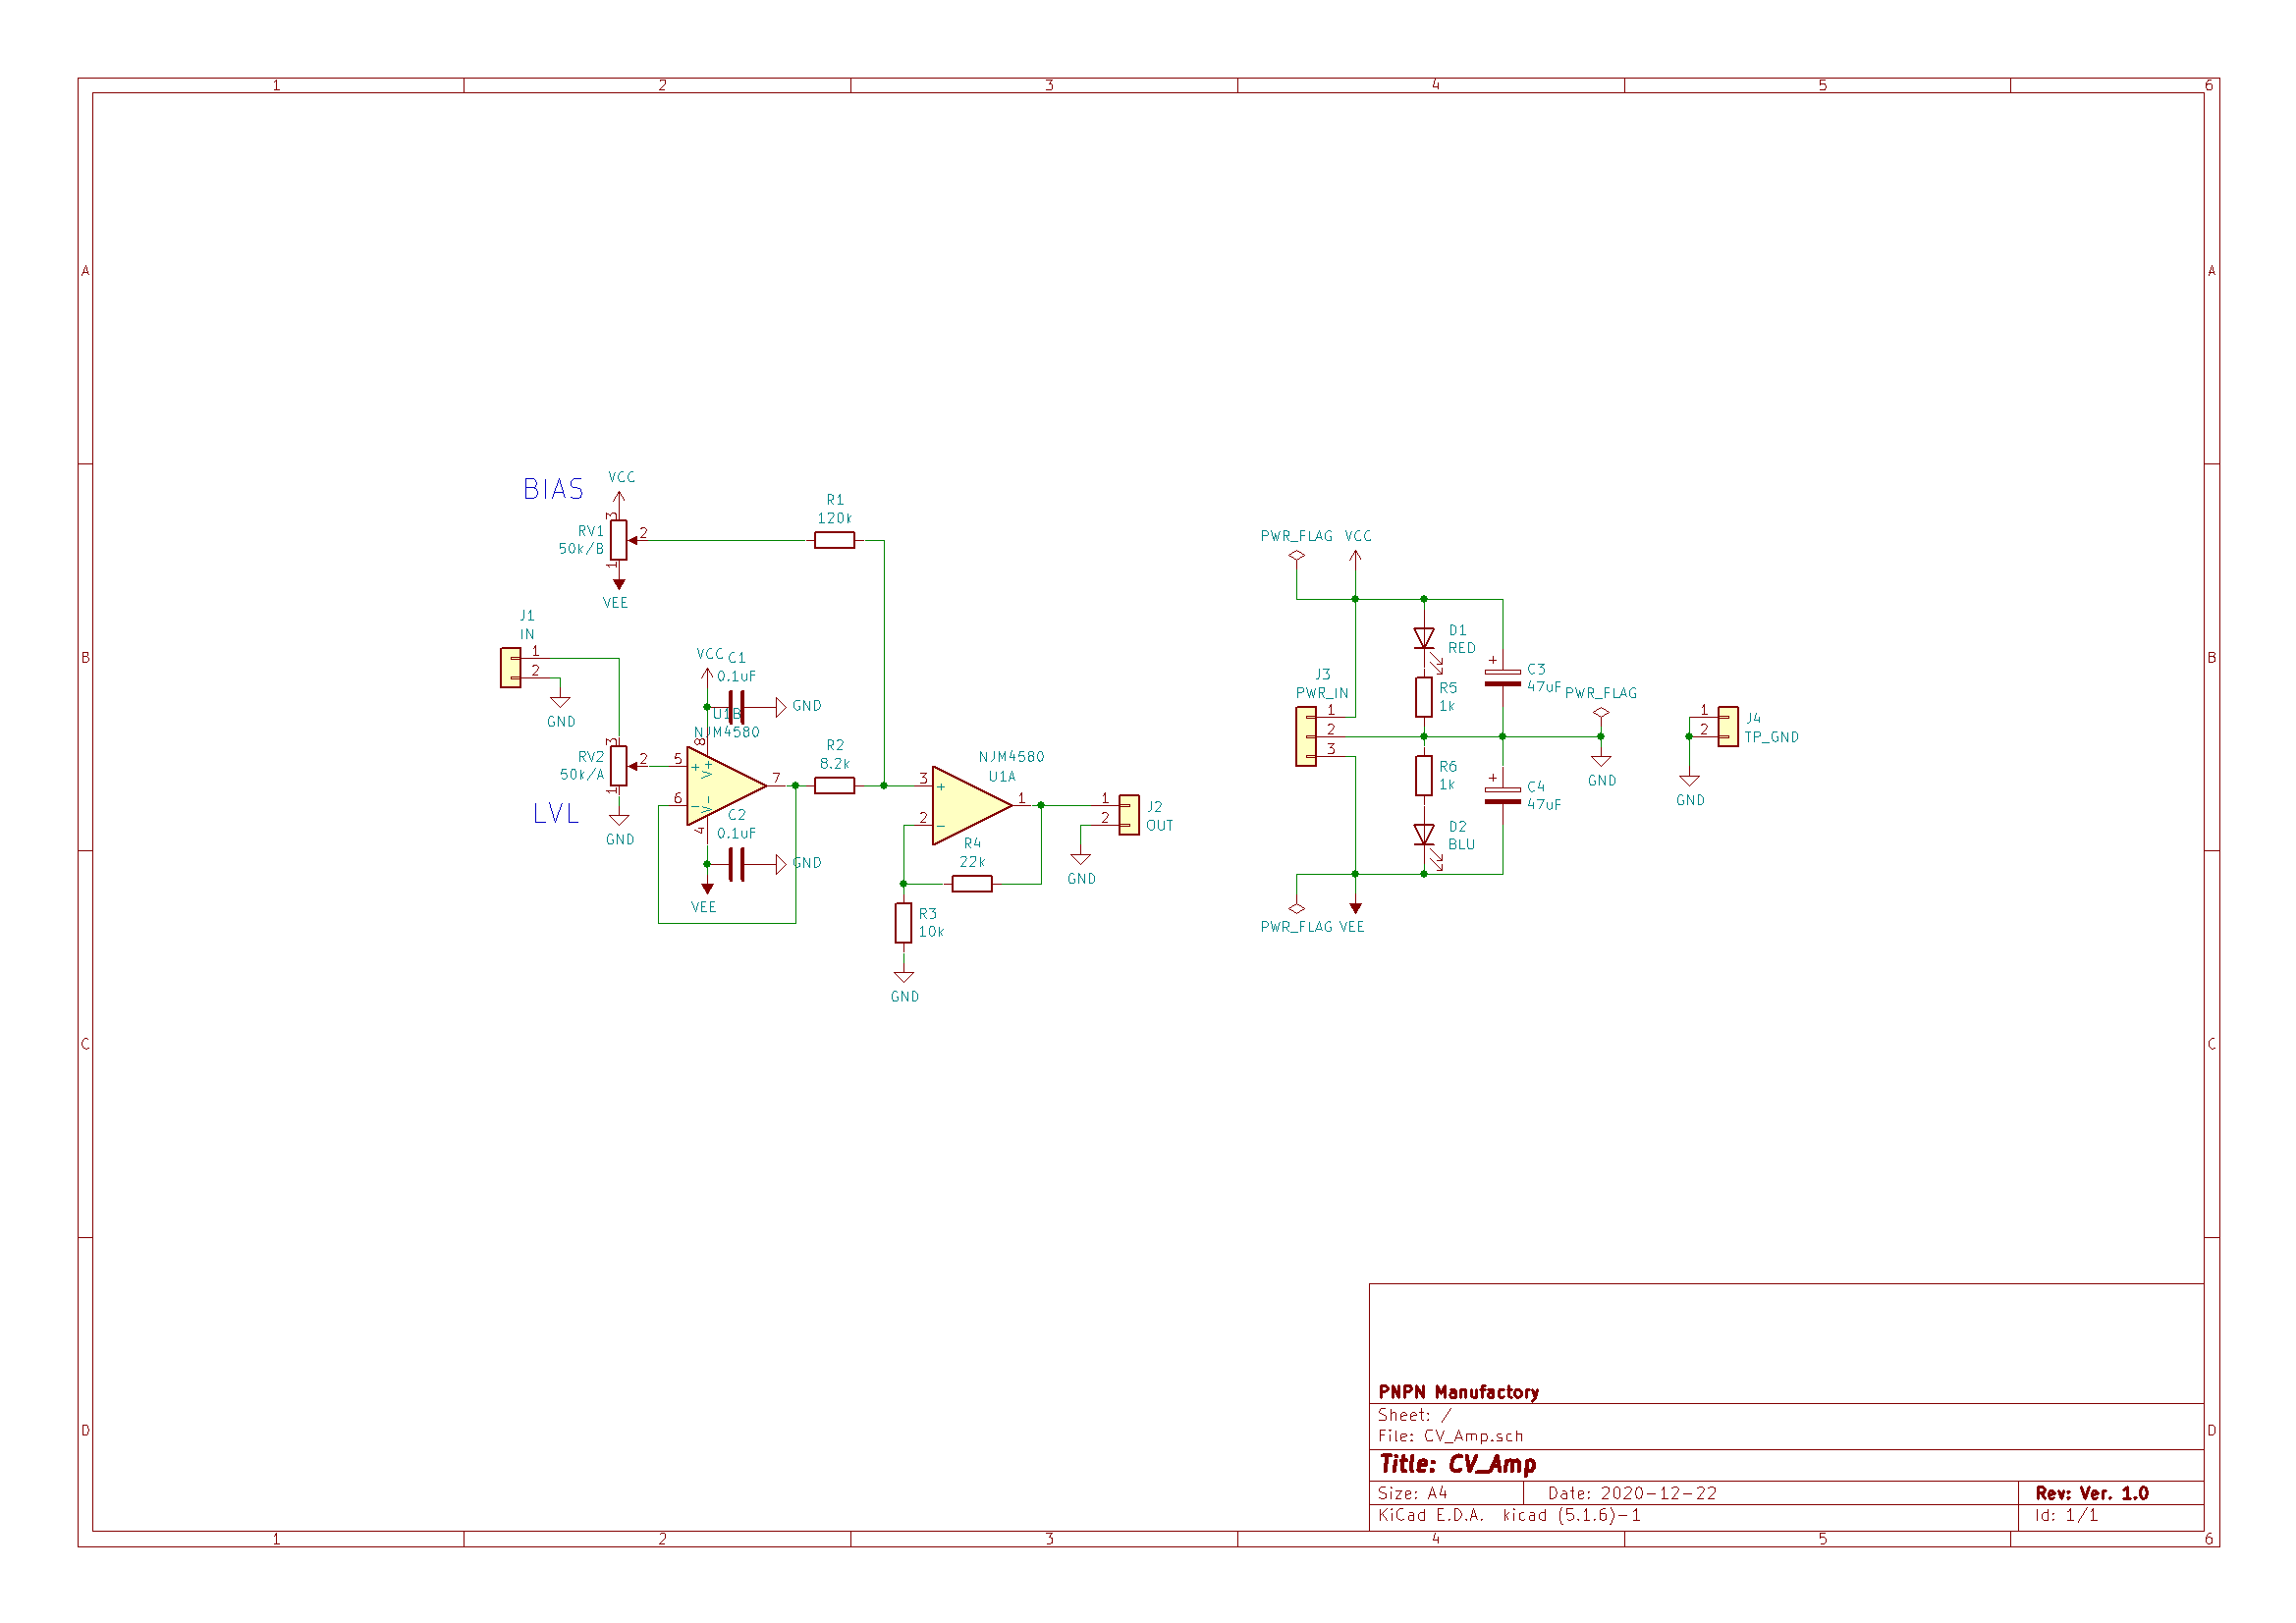 1 2 3 4 5 6
A A
BIAS
VCC
3
RV1
50k/B
2
1
VEE
R1
120k
J1
IN
1
2
GND
VCC
C1
0.1uF
GND
U1B
NJM4580
8
3
RV2
50k/A
2
1
GND
LVL
5
+
V+
6
−
V-
7
4
C2
0.1uF
GND
VEE
R2
8.2k
NJM4580
U1A
3
+
2
−
1
R4
22k
R3
10k
GND
1
2
J2
OUT
GND
PWR_FLAG VCC
D1
RED
+
C3
47uF
R5
1k
J3
PWR_IN
1
2
3
PWR_FLAG
GND
R6
1k
+
C4
47uF
D2
BLU
PWR_FLAG VEE
1
2
J4
TP_GND
GND
B B
C C
D D
PNPN Manufactory
Sheet: /
File: CV_Amp.sch
Title: CV_Amp
Size: A4 Date: 2020-12-22 Rev: Ver. 1.0
KiCad E.D.A. kicad (5.1.6)-1 Id: 1/1
1 2 3 4 5 6